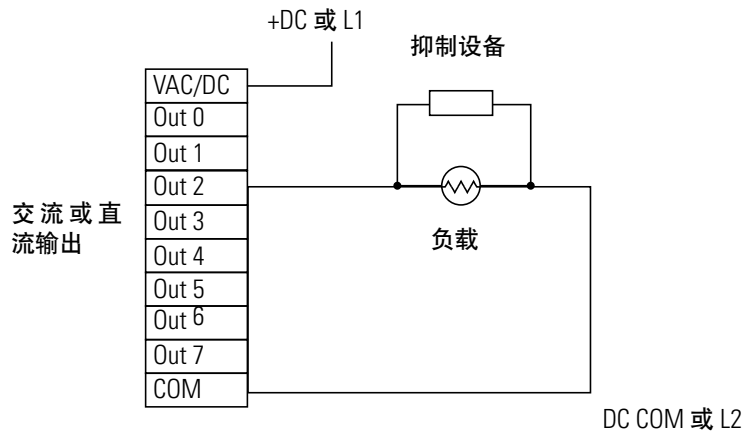 +DC 或 L1
抑制设备
VAC/DC
Out 0
Out 1
Out 2
Out 3
Out 4
Out 5
Out 6
Out 7
COM
交流或直
流输出
负载
DC COM 或 L2